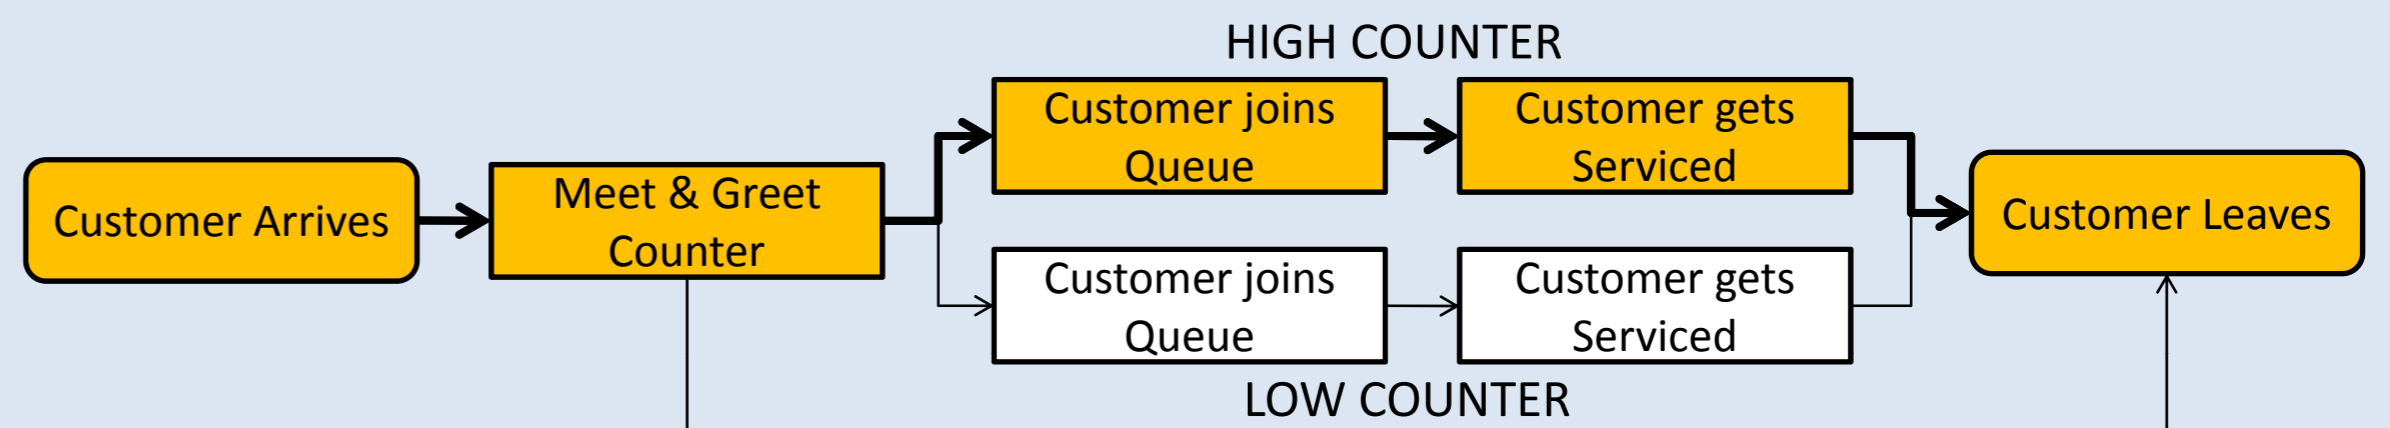 HIGH COUNTER
Customer Arrives
Meet & Greet
Counter
Customer joins
Queue
Customer gets
Serviced
Customer joins
Queue
Customer gets
Serviced
LOW COUNTER
Customer Leaves